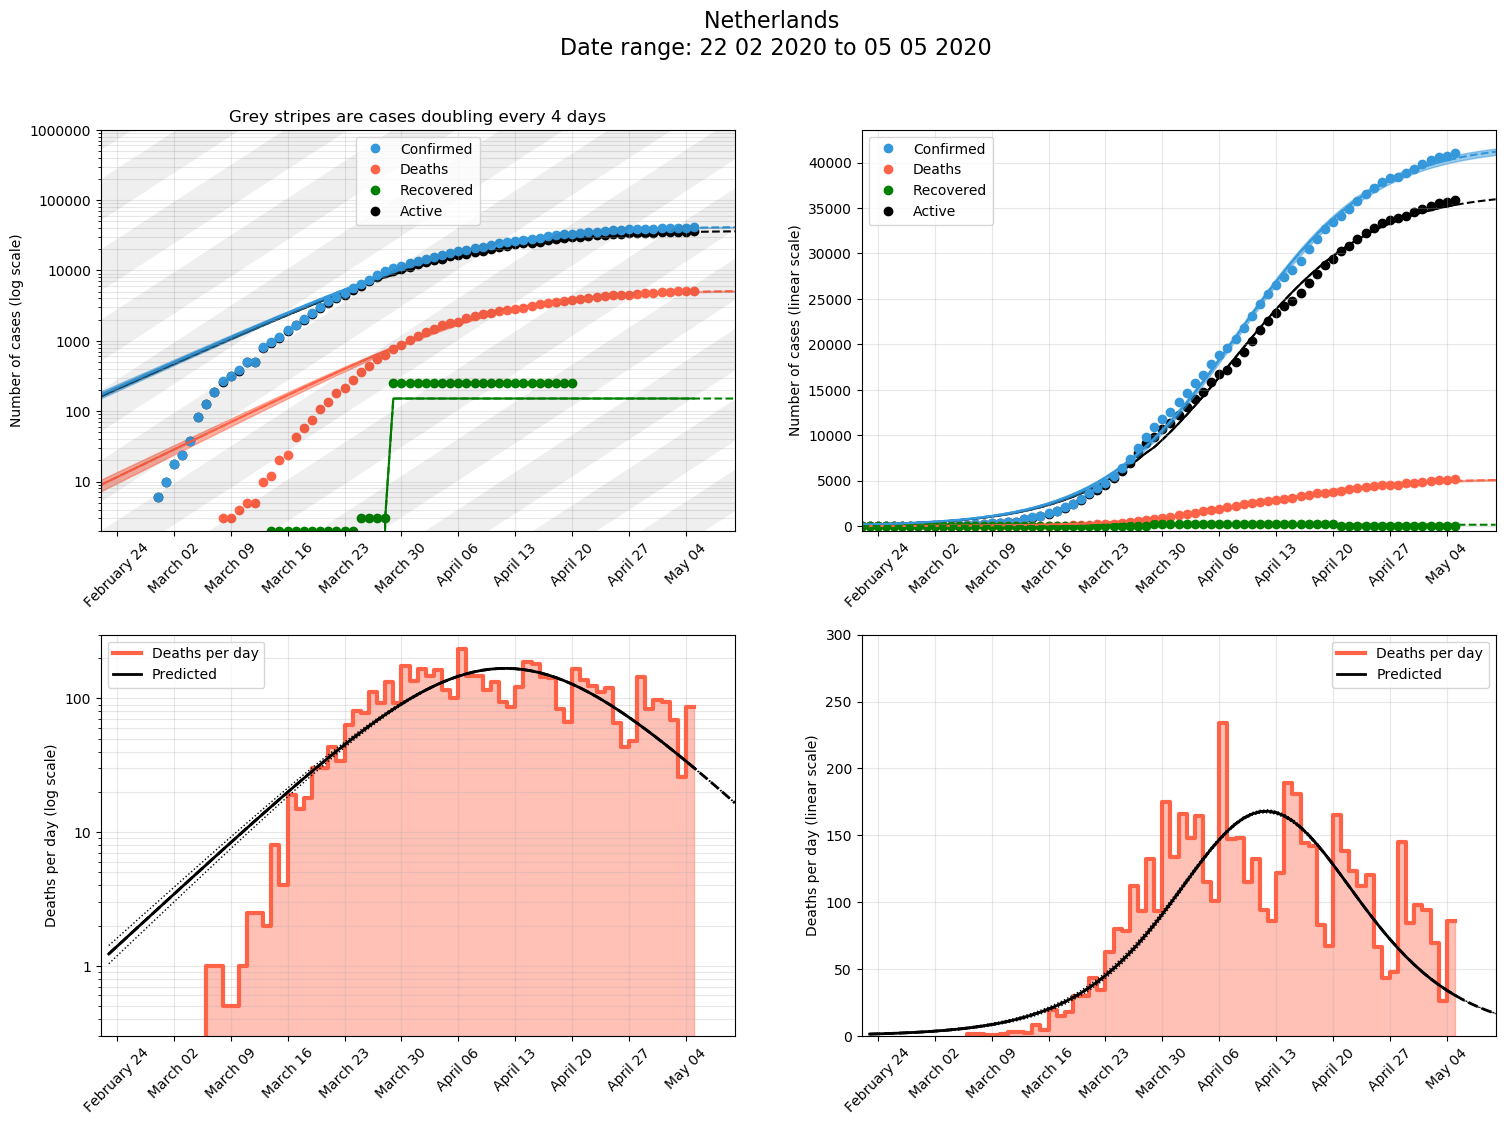 Netherlands
Date range: 22 02 2020 to 05 05 2020
Grey stripes are cases doubling every 4 days
Number of cases (log scale)
1000000
100000
10000
1000
100
10
Confirmed
Deaths
Recovered
Active
February 24
March 02
March 09
March 16
March 23
March 30
April 06
April 13
April 20
April 27
May 04
Number of cases (linear scale)
40000
35000
30000
25000
20000
15000
10000
5000
0
Confirmed
Deaths
Recovered
Active
February 24
March 02
March 09
March 16
March 23
March 30
April 06
April 13
April 20
April 27
May 04
Deaths per day (log scale)
100
10
1
Deaths per day
Predicted
February 24
March 02
March 09
March 16
March 23
March 30
April 06
April 13
April 20
April 27
May 04
Deaths per day (linear scale)
300
250
200
150
100
50
0
Deaths per day
Predicted
February 24
March 02
March 09
March 16
March 23
March 30
April 06
April 13
April 20
April 27
May 04